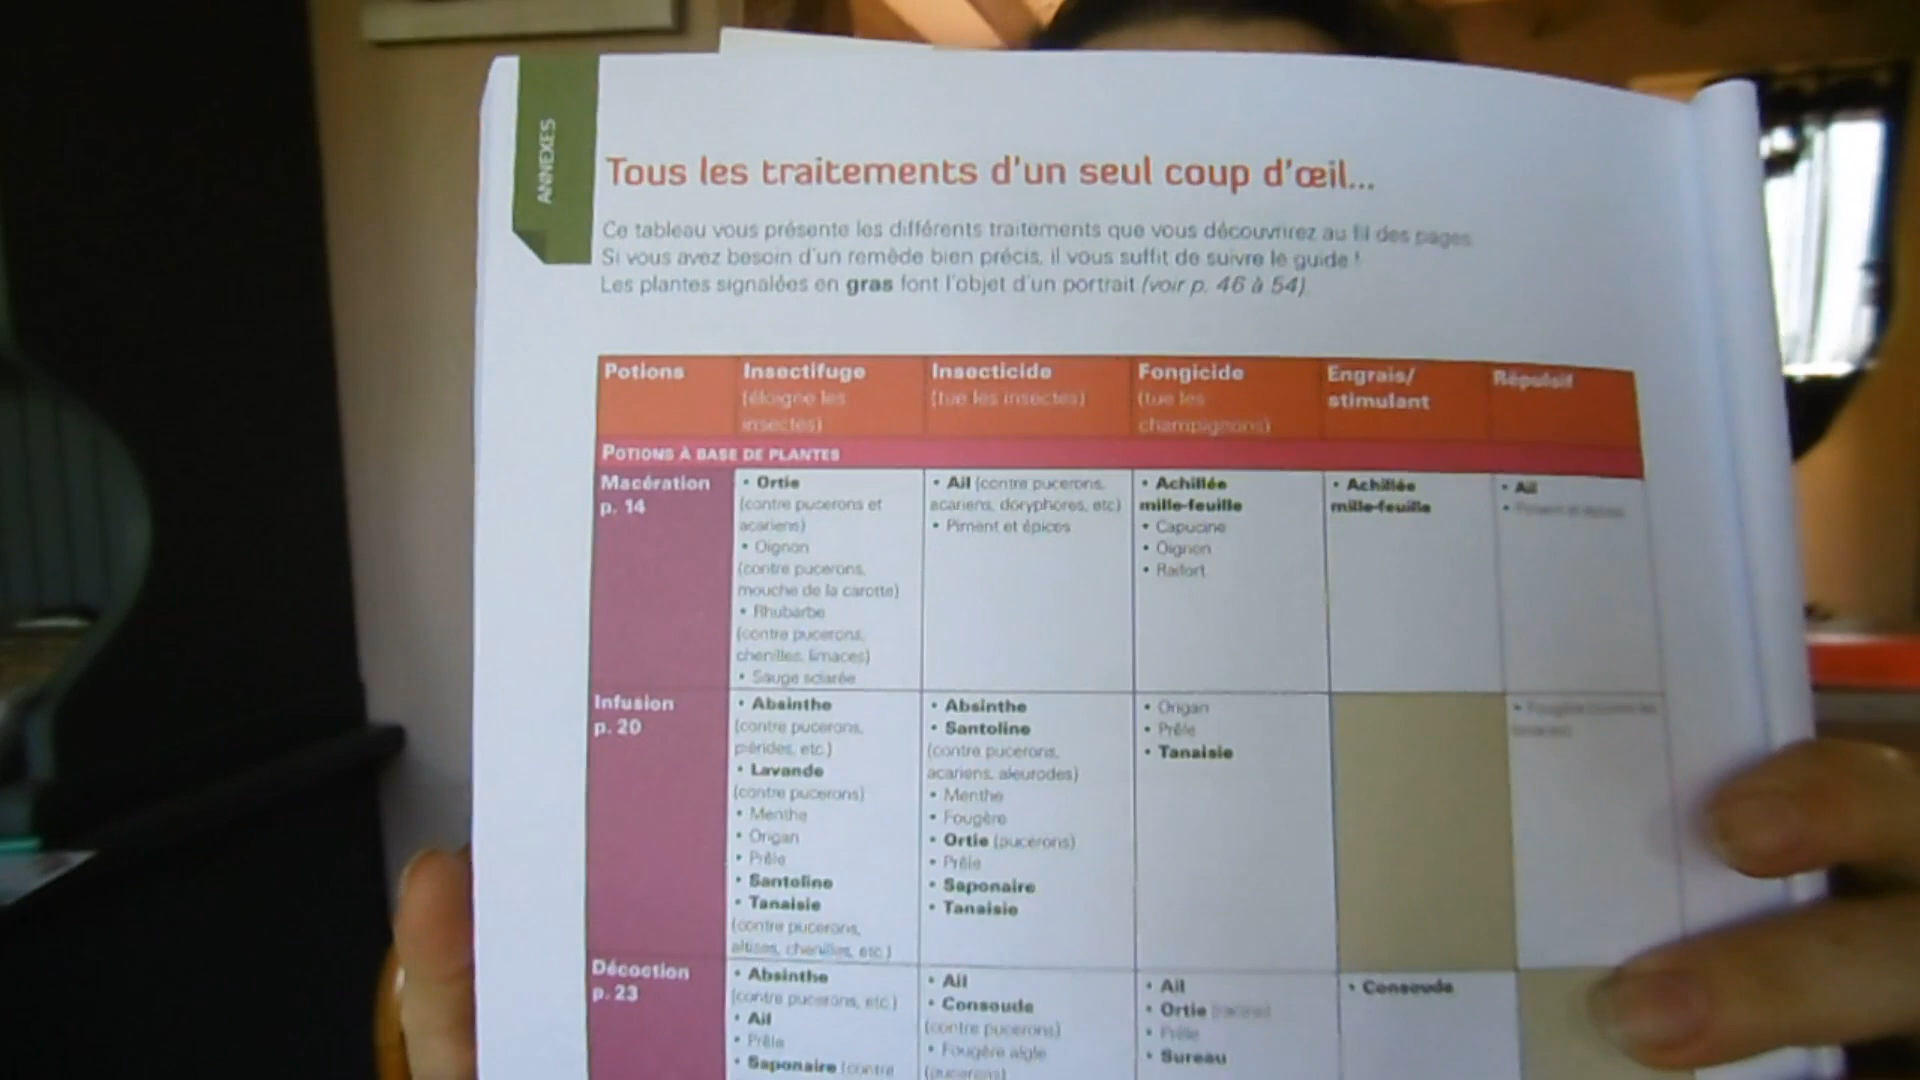 ANNEXES
Tous les traitements d'un seul coup d'œil...
Ce tableau vous présente les différents traitements que vous découvrirez au fil des pages
Si vous avez besoin d'un remède bien précis, il vous suffit de suivre le guide !
Les plantes signalées en gras font l'objet d'un portrait (voir p. 46 à 54).
Potions
Insectifuge
(éloigne les
insectes)
Insecticide
(tue les insectes)
Fongicide
(tue les
champignons)
Engrais/
stimulant
Répulsif
POTIONS À BASE DE PLANTES
Macération
p. 14
• Ortie
(contre pucerons et
acariens)
• Oignon
(contre pucerons,
mouche de la carotte)
• Rhubarbe
(contre pucerons,
chenilles, limaces)
• Sauge sclarée
• Ail (contre pucerons,
acariens, doryphores, etc)
• Piment et épices
• Achillée
mille-feuille
• Capucine
• Oignon
• Raifort
• Achillée
mille-feuille
• Ail
• Piment et épices
Infusion
p. 20
• Absinthe
(contre pucerons,
piérides, etc.)
• Lavande
(contre pucerons)
• Menthe
• Origan
• Prêle
• Santoline
• Tanaisie
(contre pucerons,
altises, chenilles, etc.)
• Absinthe
• Santoline
(contre pucerons,
acariens, aleurodes)
• Menthe
• Fougère
• Ortie (pucerons)
• Prêle
• Saponaire
• Tanaisie
• Origan
• Prêle
• Tanaisie
• Fougère
Décoction
p. 23
• Absinthe
(contre pucerons, etc.)
• Ail
• Prêle
• Saponaire (contre
• Ail
• Consoude
(contre pucerons)
• Fougère aigle
(pucerons)
• Ail
• Ortie
• Prêle
• Sureau
• Consoude